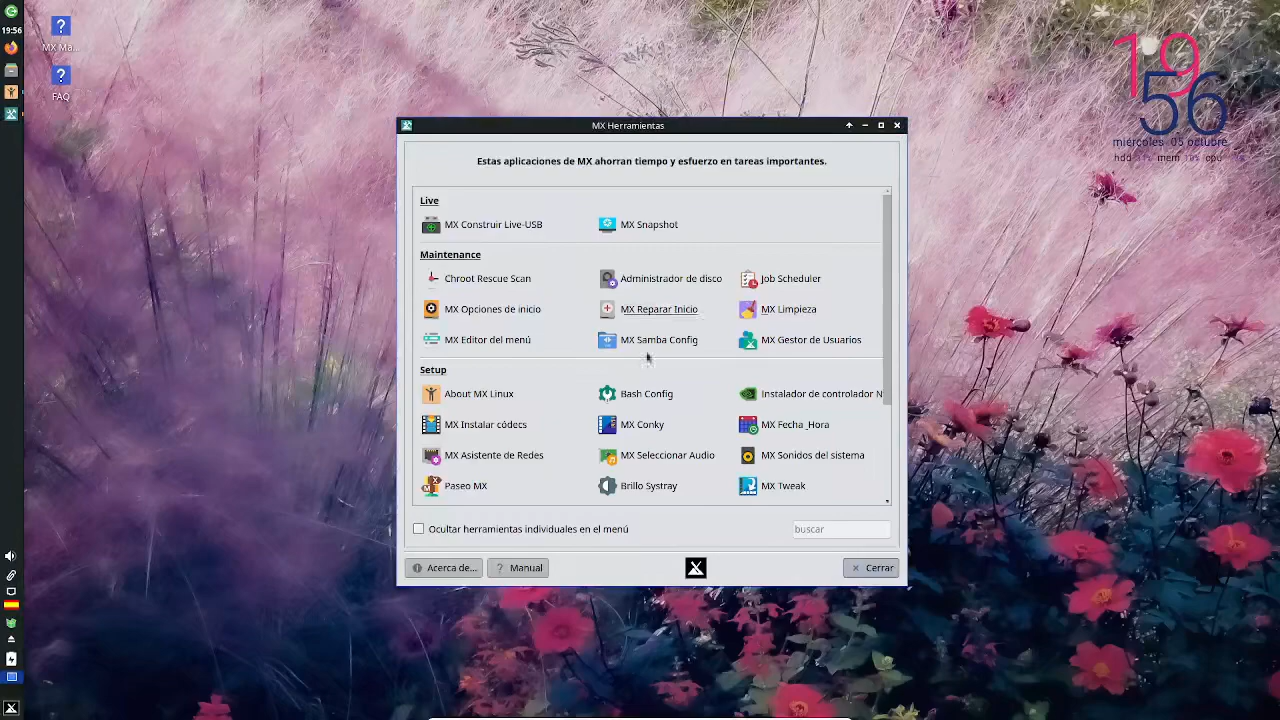 19:56
MX Ma...
FAQ
19
56
miércoles 05 octubre
hdd mem cpu
MX Herramientas
Estas aplicaciones de MX ahorran tiempo y esfuerzo en tareas importantes.
Live
MX Construir Live-USB
MX Snapshot
Maintenance
Chroot Rescue Scan
Administrador de disco
Job Scheduler
MX Opciones de inicio
MX Reparar Inicio
MX Limpieza
MX Editor del menú
MX Samba Config
MX Gestor de Usuarios
Setup
About MX Linux
Bash Config
Instalador de controlador N
MX Instalar códecs
MX Conky
MX Fecha_Hora
MX Asistente de Redes
MX Seleccionar Audio
MX Sonidos del sistema
Paseo MX
Brillo Systray
MX Tweak
Ocultar herramientas individuales en el menú
buscar
Acerca de...
Manual
Cerrar